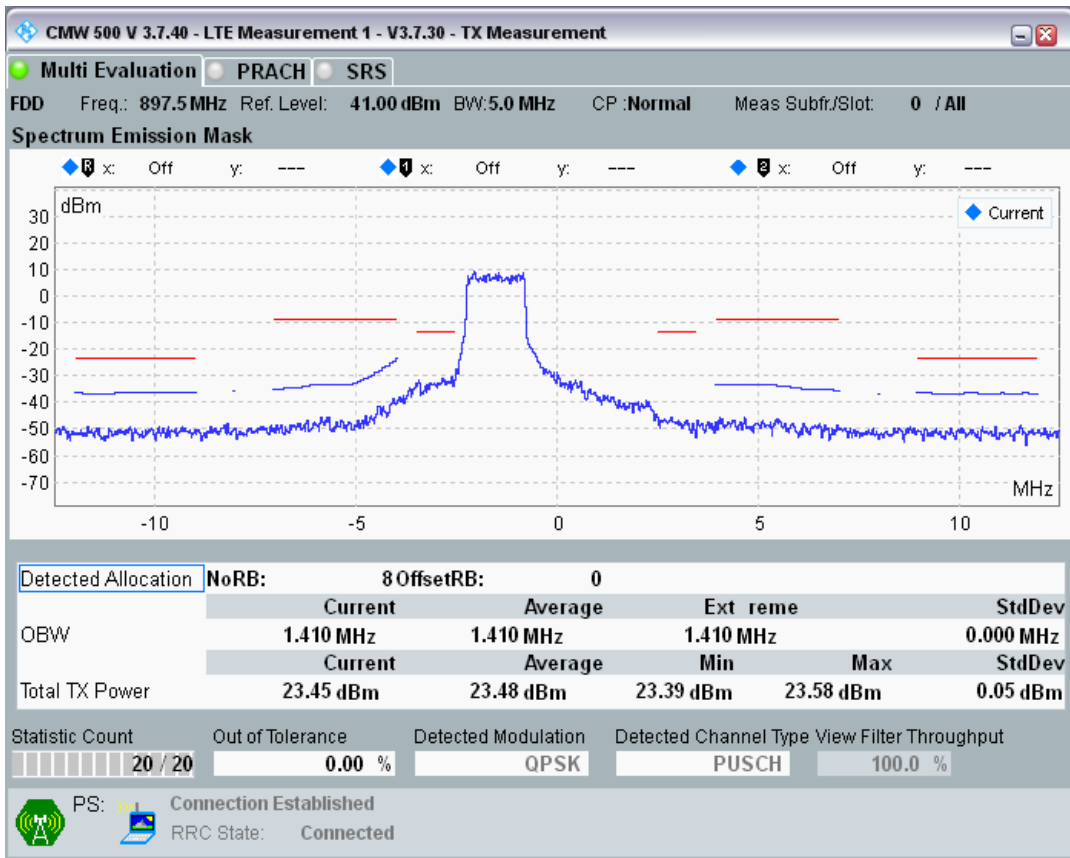 CMW 500 V 3.7.40 - LTE Measurement 1 - V3.7.30 - TX Measurement
Multi Evaluation PRACH SRS
FDD Freq.: 897.5 MHz Ref. Level: 41.00 dBm BW:5.0 MHz CP :Normal Meas Subfr./Slot: 0 / All
Spectrum Emission Mask
R x: Off y: --- 1 x: Off y: --- 2 x: Off y: ---
dBm
Current
30
20
10
0
-10
-20
-30
-40
-50
-60
-70
MHz
-10 -5 0 5 10
Detected Allocation NoRB: 8 OffsetRB: 0
Current Average Ext reme StdDev
OBW 1.410 MHz 1.410 MHz 1.410 MHz 0.000 MHz
Current Average Min Max StdDev
Total TX Power 23.45 dBm 23.48 dBm 23.39 dBm 23.58 dBm 0.05 dBm
Statistic Count Out of Tolerance Detected Modulation Detected Channel Type View Filter Throughput
20 / 20 0.00 % QPSK PUSCH 100.0 %
PS: Connection Established
RRC State: Connected